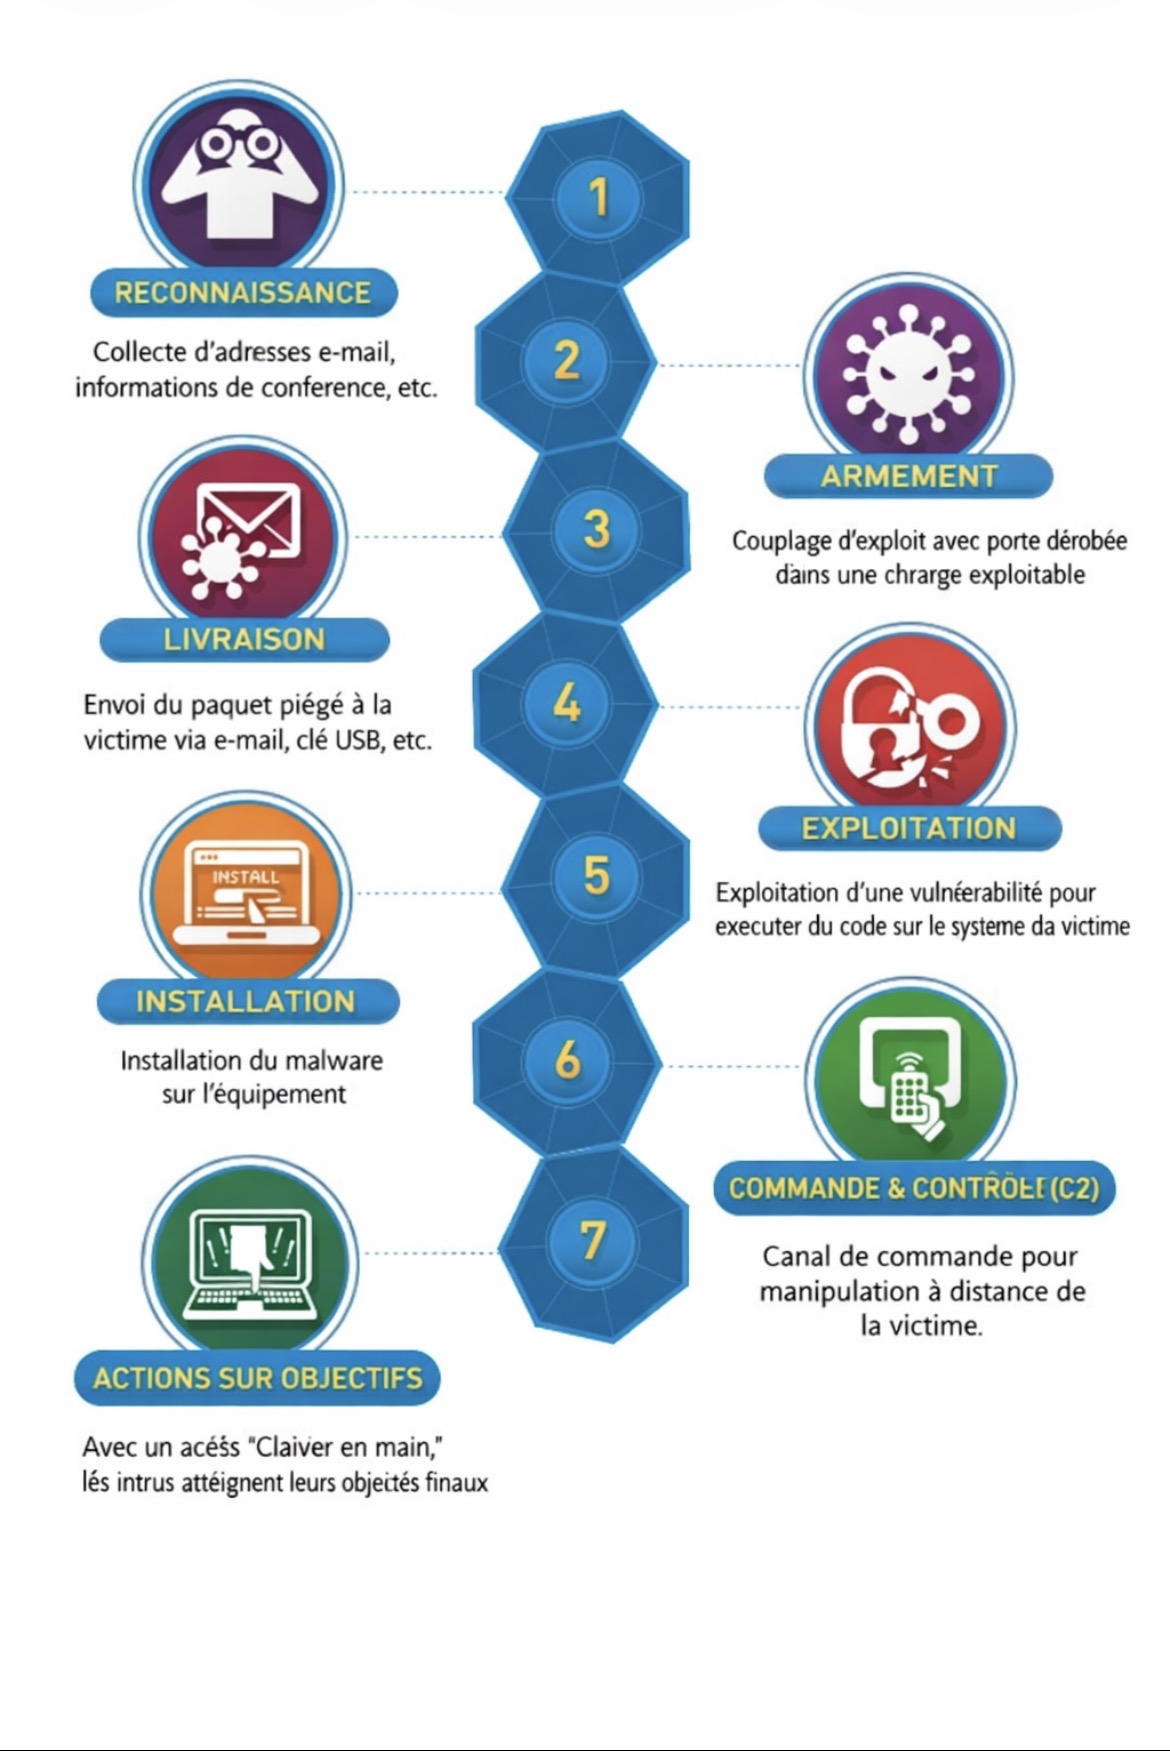 1
RECONNAISSANCE
Collecte d'adresses e-mail,
informations de conference, etc.
2
ARMEMENT
Couplage d'exploit avec porte dérobée
dains une chrarge exploitable
3
LIVRAISON
Envoi du paquet piégé à la
victime via e-mail, clé USB, etc.
4
EXPLOITATION
Exploitation d'une vulnéerabilité pour
executer du code sur le systeme da victime
5
INSTALL
INSTALLATION
Installation du malware
sur l'équipement
6
COMMANDE & CONTRÔLE (C2)
Canal de commande pour
manipulation à distance de
la victime.
7
ACTIONS SUR OBJECTIFS
Avec un acéśs "Claiver en main,"
lés intrus attéignent leurs objeités finaux